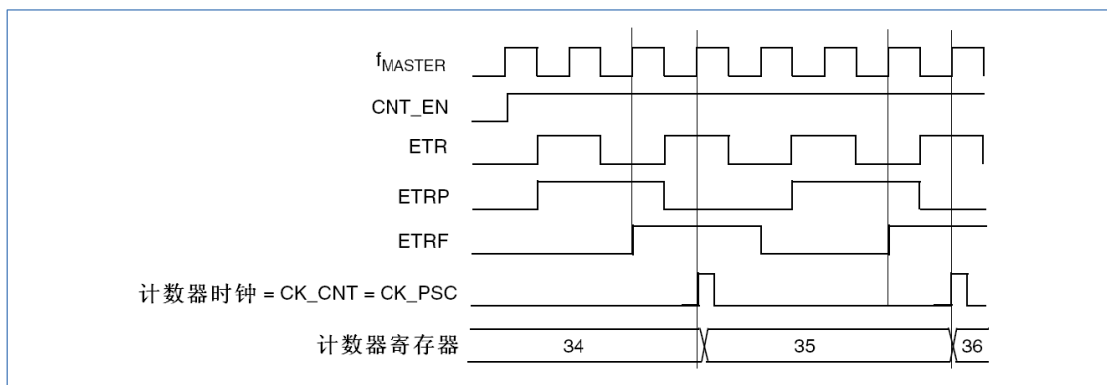 fMASTER
CNT_EN
ETR
ETRP
ETRF
计数器时钟 = CK_CNT = CK_PSC
计数器寄存器 34 35 36